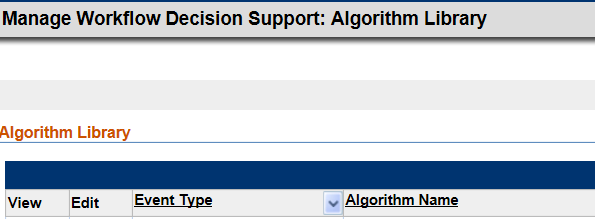 Manage Workflow Decision Support: Algorithm Library
Algorithm Library
View Edit Event Type Algorithm Name